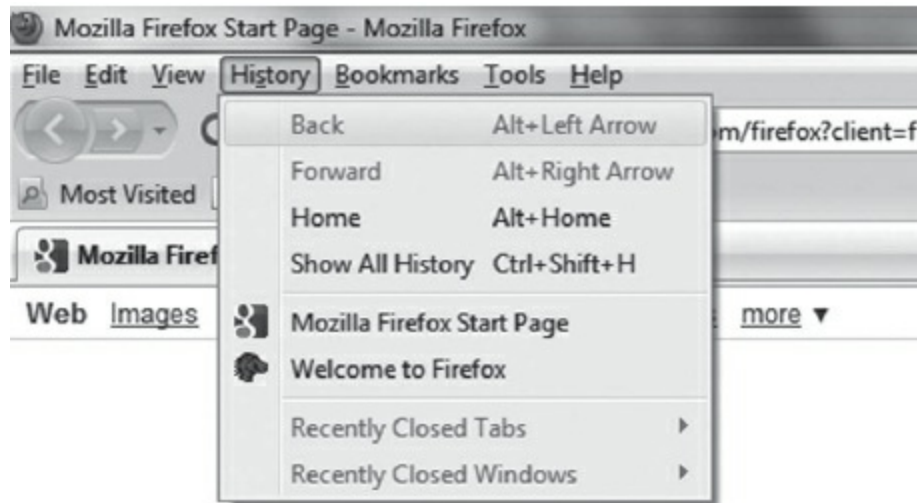 Mozilla Firefox Start Page - Mozilla Firefox
File Edit View History Bookmarks Tools Help
Back Alt+Left Arrow
m/firefox?client=f
Forward Alt+Right Arrow
Most Visited
Home Alt+Home
Mozilla Firef
Show All History Ctrl+Shift+H
Web Images more ▼
Mozilla Firefox Start Page
Welcome to Firefox
Recently Closed Tabs
Recently Closed Windows